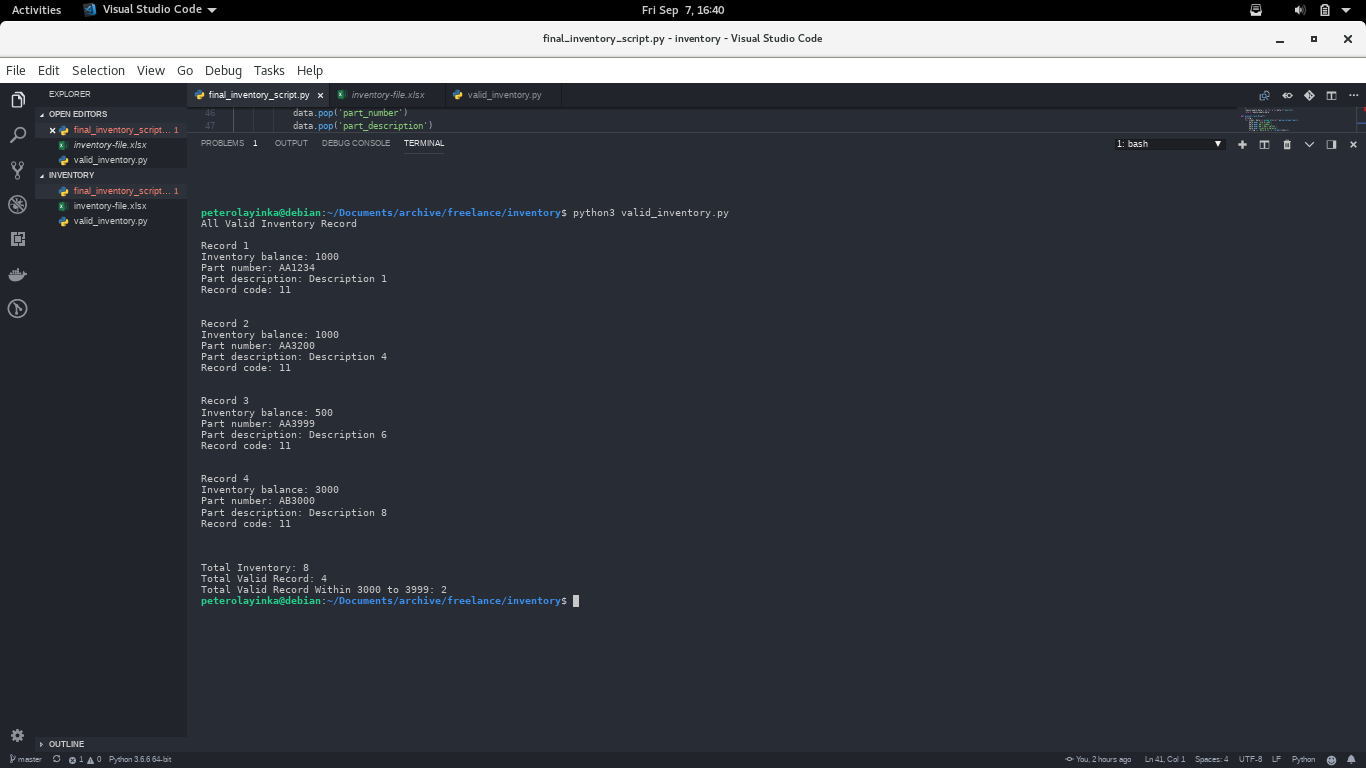 Activities
Visual Studio Code
Fri Sep 7, 16:40
final_inventory_script.py - inventory - Visual Studio Code
File Edit Selection View Go Debug Tasks Help
EXPLORER
OPEN EDITORS
final_inventory_script... 1
inventory-file.xlsx
valid_inventory.py
INVENTORY
final_inventory_script... 1
inventory-file.xlsx
valid_inventory.py
final_inventory_script.py
inventory-file.xlsx
valid_inventory.py
46 data.pop('part_number')
47 data.pop('part_description')
PROBLEMS 1 OUTPUT DEBUG CONSOLE TERMINAL
1: bash
peterolayinka@debian:~/Documents/archive/freelance/inventory$ python3 valid_inventory.py
All Valid Inventory Record
Record 1
Inventory balance: 1000
Part number: AA1234
Part description: Description 1
Record code: 11
Record 2
Inventory balance: 1000
Part number: AA3200
Part description: Description 4
Record code: 11
Record 3
Inventory balance: 500
Part number: AA3999
Part description: Description 6
Record code: 11
Record 4
Inventory balance: 3000
Part number: AB3000
Part description: Description 8
Record code: 11
Total Inventory: 8
Total Valid Record: 4
Total Valid Record Within 3000 to 3999: 2
peterolayinka@debian:~/Documents/archive/freelance/inventory$
OUTLINE
master 1 0 Python 3.6.6 64-bit
You, 2 hours ago Ln 41, Col 1 Spaces: 4 UTF-8 LF Python